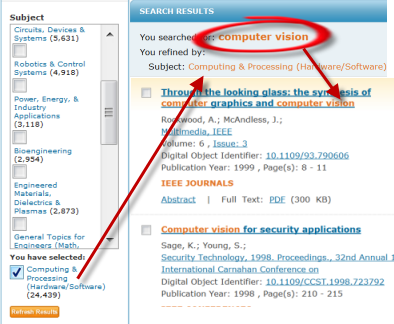 Subject
Circuits, Devices &
Systems (5,631)
Robotics & Control
Systems (4,918)
Power, Energy, &
Industry
Applications
(3,118)
Bioengineering
(2,954)
Engineered
Materials,
Dielectrics &
Plasmas (2,873)
General Topics for
Engineers (Math,
You have selected:
Computing &
Processing
(Hardware/Software)
(24,439)
Refresh Results
SEARCH RESULTS
You searched for: computer vision
You refined by:
Subject: Computing & Processing (Hardware/Software)
Through the looking glass: the synthesis of
computer graphics and computer vision
Rockwood, A.; McAndless, J.;
Multimedia, IEEE
Volume: 6 , Issue: 3
Digital Object Identifier: 10.1109/93.790606
Publication Year: 1999 , Page(s): 8 - 11
IEEE JOURNALS
Abstract | Full Text: PDF (300 KB)
Computer vision for security applications
Sage, K.; Young, S.;
Security Technology, 1998. Proceedings., 32nd Annual 1
International Carnahan Conference on
Digital Object Identifier: 10.1109/CCST.1998.723792
Publication Year: 1998 , Page(s): 210 - 215